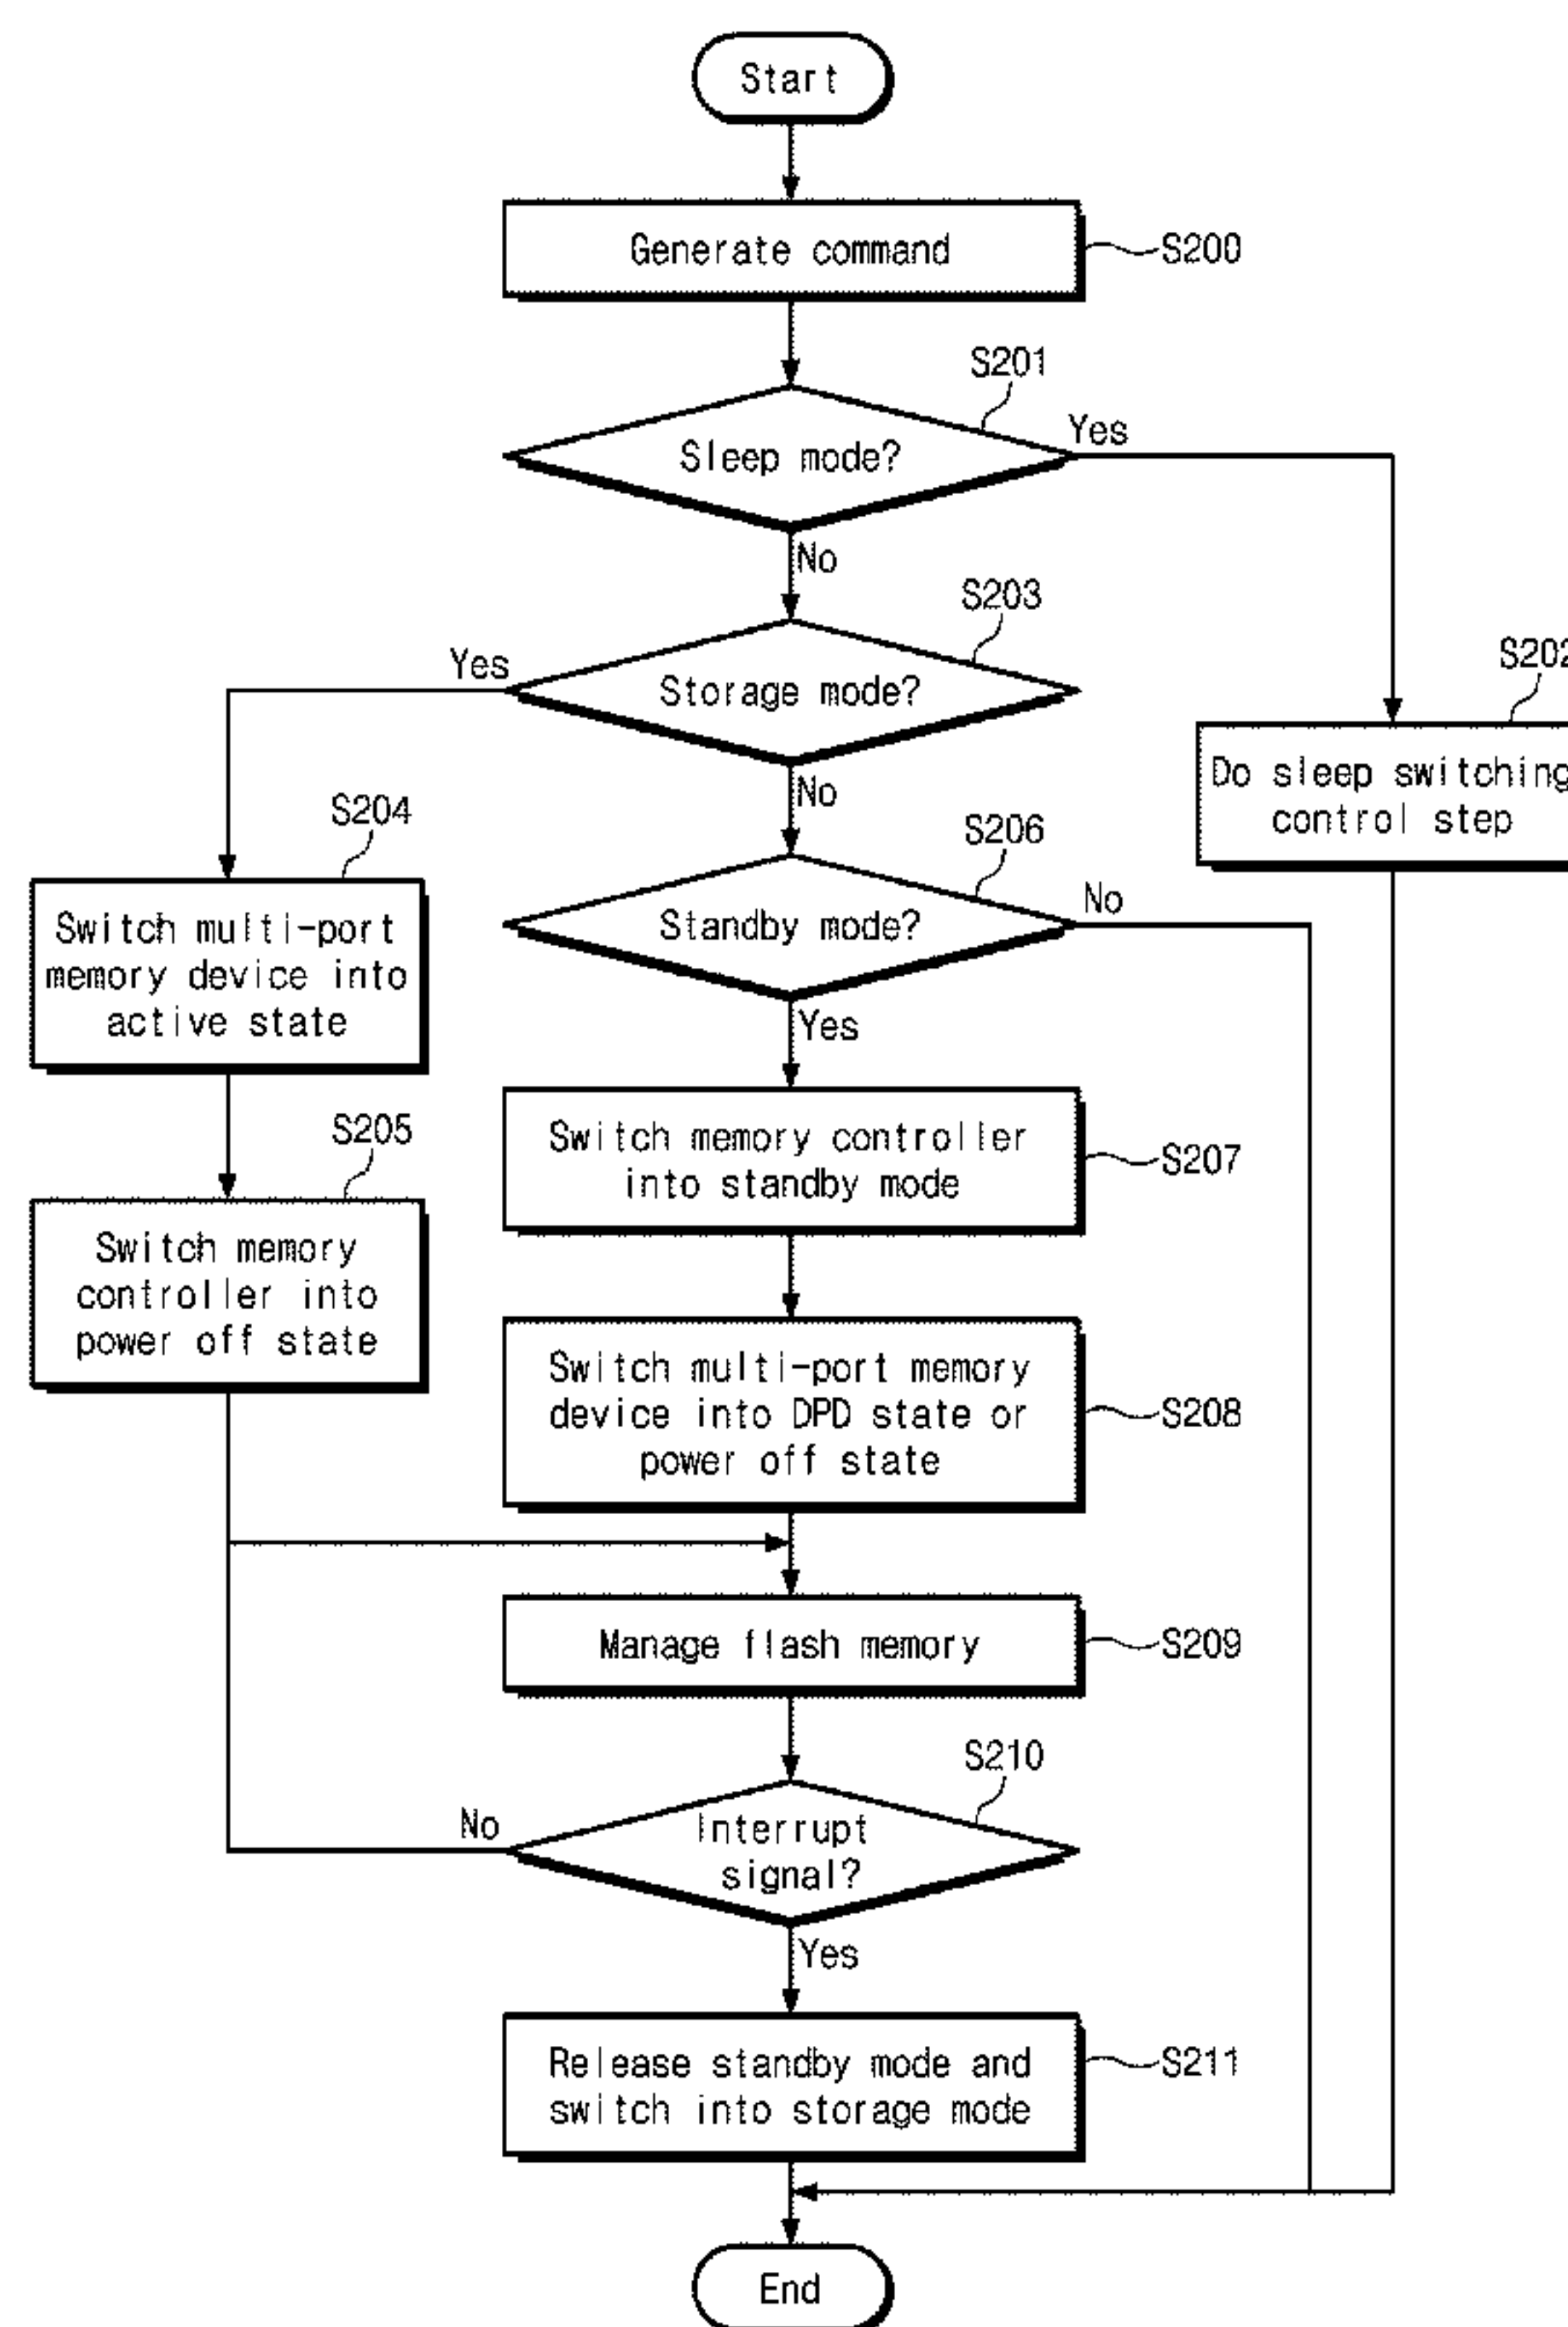 Start
Generate command
S200
S201
Sleep mode?
Yes
No
S203
Storage mode?
Yes
No
S202
Do sleep switching
control step
S204
Switch multi-port
memory device into
active state
S206
Standby mode?
No
Yes
S205
Switch memory
controller into
power off state
Switch memory controller
into standby mode
S207
Switch multi-port memory
device into DPD state or
power off state
S208
Manage flash memory
S209
S210
Interrupt
signal?
No
Yes
Release standby mode and
switch into storage mode
S211
End